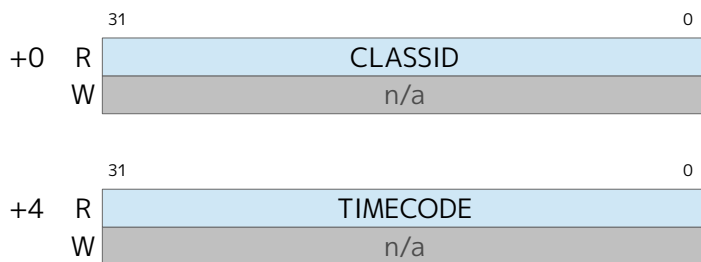 31 0
+0 R CLASSID
W n/a
31 0
+4 R TIMECODE
W n/a